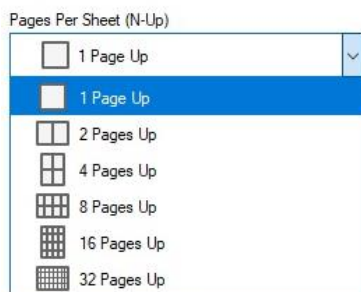 Pages Per Sheet (N-Up)
1 Page Up
1 Page Up
2 Pages Up
4 Pages Up
8 Pages Up
16 Pages Up
32 Pages Up